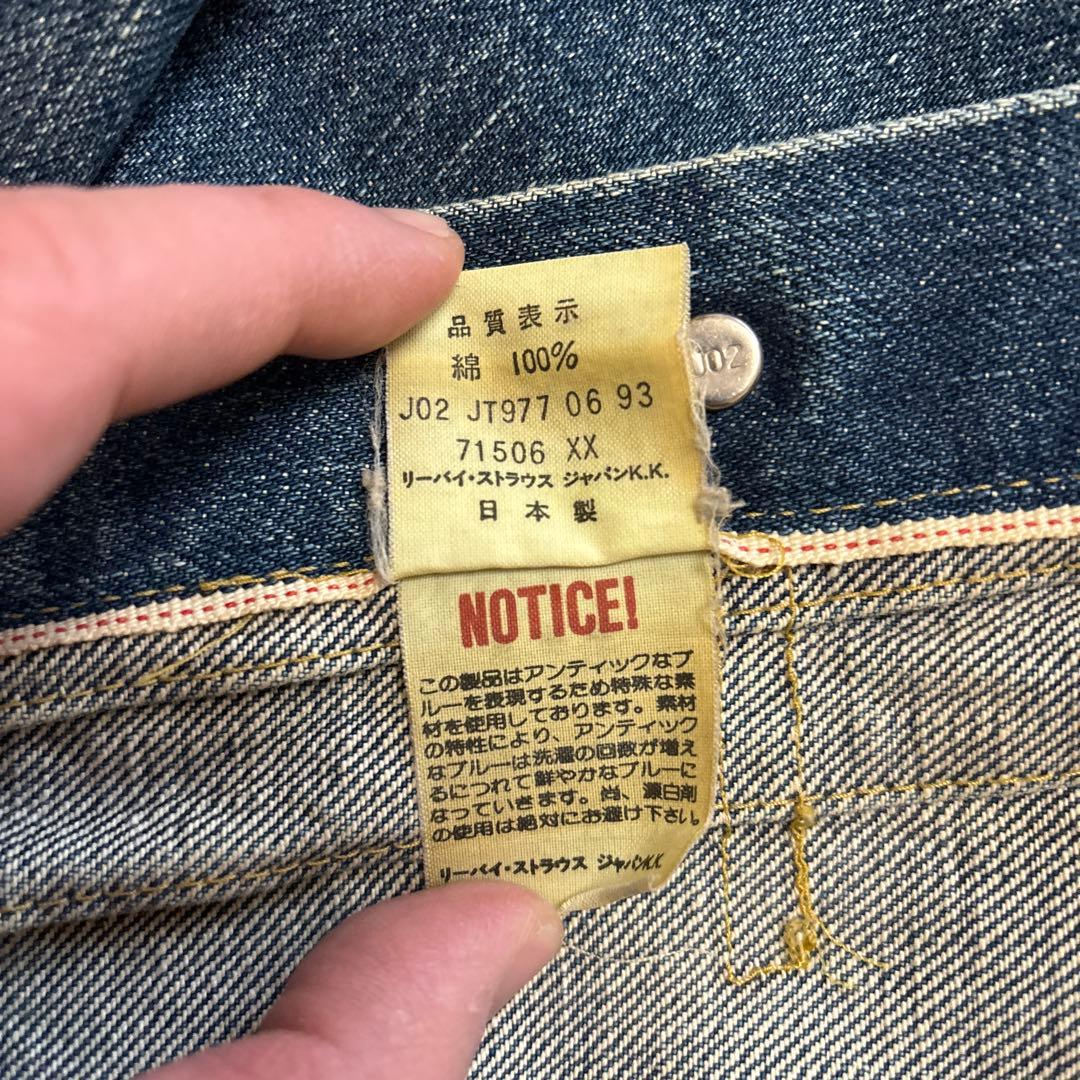 品質表示
綿 100%
J02 JT977 06 93
71506 XX
リーバイ・ストラウス ジャパンK.K.
日本製
J02
NOTICE!
この製品はアンティックなブ
ルーを表現するため特殊な素
材を使用しております。素材
の特性により、アンティック
なブルーは洗濯の回数が増え
るにつれて鮮やかなブルーに
なっていきます。尚、漂白剤
の使用は絶対にお避け下さい。
リーバイ・ストラウス ジャパンK.K.